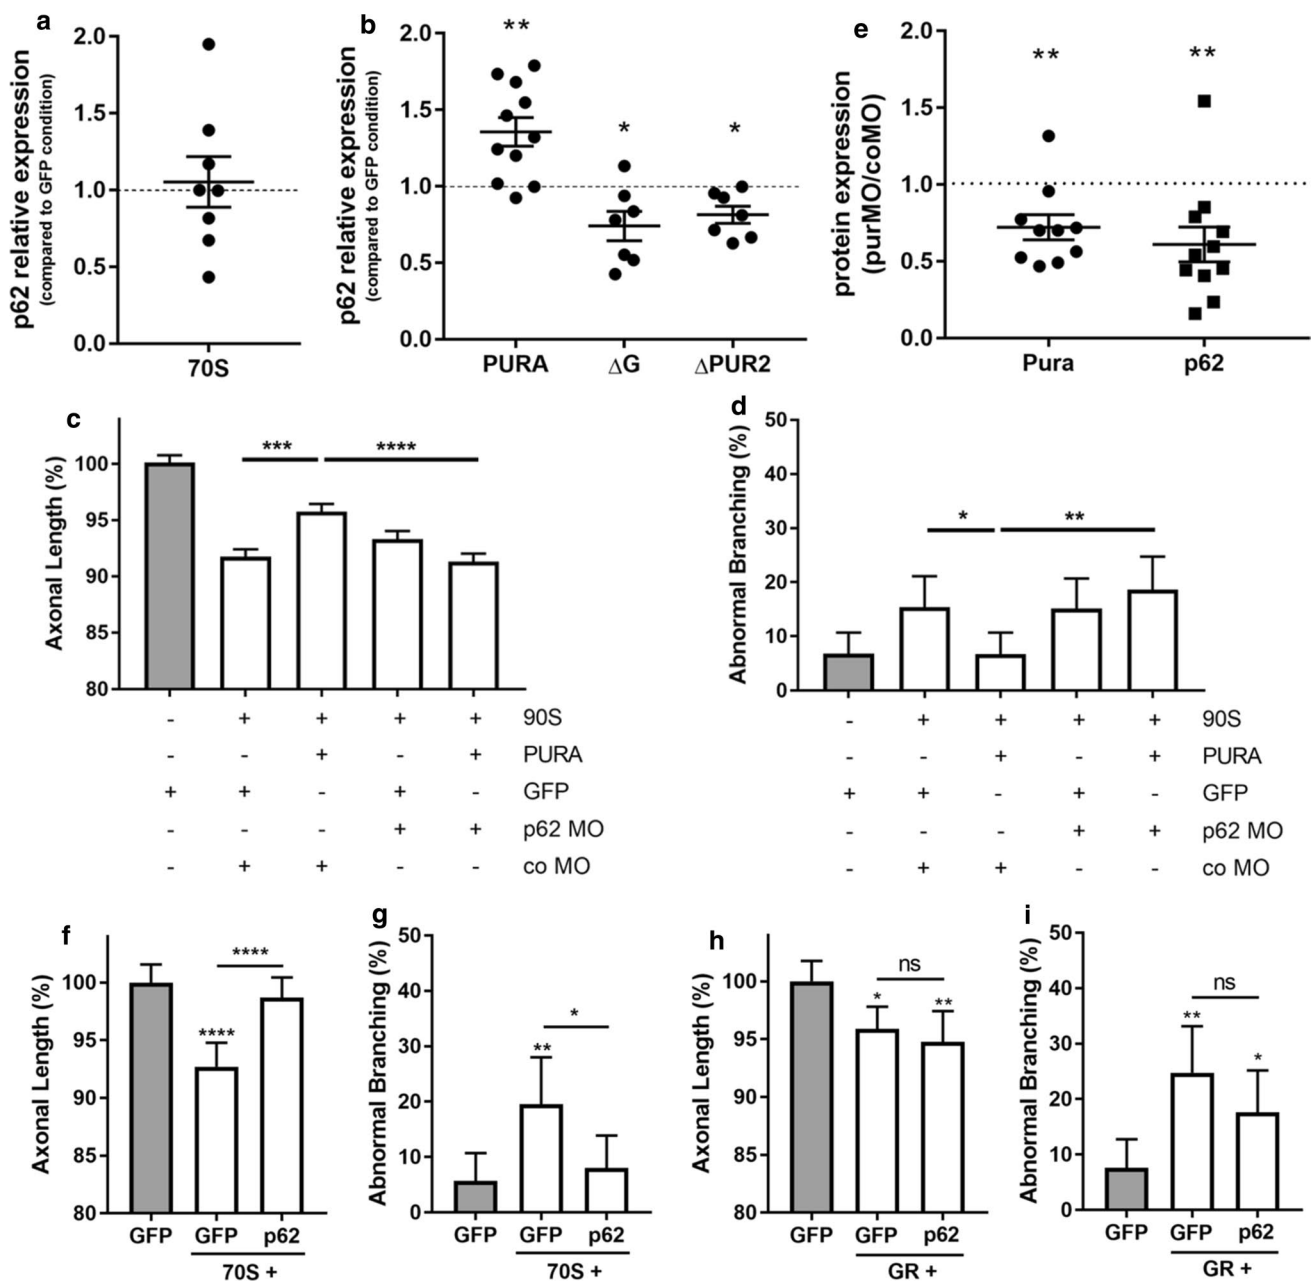 a
p62 relative expression
(compared to GFP condition)
2.0
1.5
1.0
0.5
0.0
70S
b
p62 relative expression
(compared to GFP condition)
2.0
1.5
1.0
0.5
0.0
**
*
*
PURA
ΔG
ΔPUR2
e
protein expression
(purMO/coMO)
2.0
1.5
1.0
0.5
0.0
**
**
Pura
p62
c
Axonal Length (%)
100
95
90
85
80
***
****
- + + + + 90S
- - + - + PURA
+ + - + - GFP
- - - + + p62 MO
- + + - - co MO
d
Abnormal Branching (%)
50
40
30
20
10
0
*
**
- + + + + 90S
- - + - + PURA
+ + - + - GFP
- - - + + p62 MO
- + + - - co MO
f
Axonal Length (%)
100
95
90
85
80
****
****
GFP GFP p62
70S +
g
Abnormal Branching (%)
50
40
30
20
10
0
*
**
GFP GFP p62
70S +
h
Axonal Length (%)
100
95
90
85
80
ns
*
**
GFP GFP p62
GR +
i
Abnormal Branching (%)
50
40
30
20
10
0
ns
**
*
GFP GFP p62
GR +